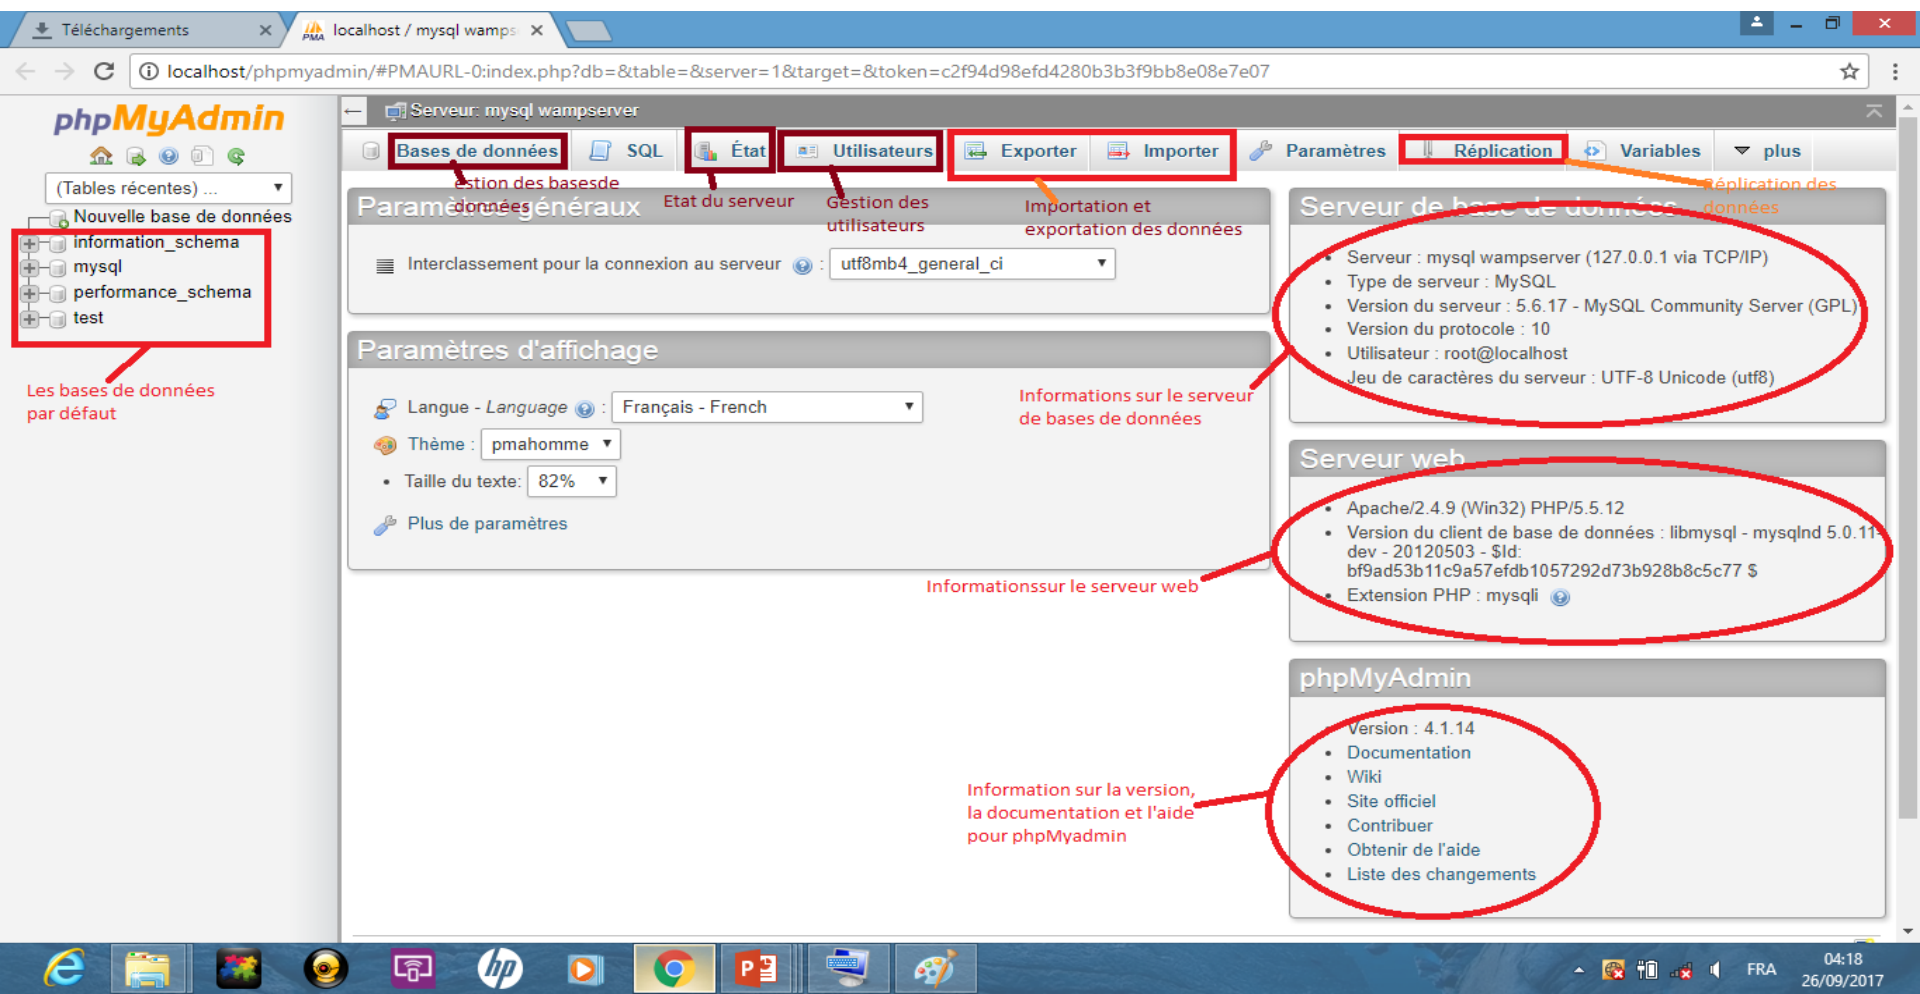 Téléchargements
localhost / mysql wamps
localhost/phpmyadmin/#PMAURL-0:index.php?db=&table=&server=1&target=&token=c2f94d98efd4280b3b3f9bb8e08e7e07
phpMyAdmin
(Tables récentes) ...
Nouvelle base de données
information_schema
mysql
performance_schema
test
Les bases de données
par défaut
Serveur: mysql wampserver
Bases de données
SQL
État
Utilisateurs
Exporter
Importer
Paramètres
Réplication
Variables
plus
estion des basesde
données
Etat du serveur
Gestion des
utilisateurs
Importation et
exportation des données
Réplication des
données
Paramètres généraux
Interclassement pour la connexion au serveur : utf8mb4_general_ci
Paramètres d'affichage
Langue - Language : Français - French
Thème : pmahomme
Taille du texte: 82%
Plus de paramètres
Serveur de base de données
Serveur : mysql wampserver (127.0.0.1 via TCP/IP)
Type de serveur : MySQL
Version du serveur : 5.6.17 - MySQL Community Server (GPL)
Version du protocole : 10
Utilisateur : root@localhost
Jeu de caractères du serveur : UTF-8 Unicode (utf8)
Informations sur le serveur
de bases de données
Serveur web
Apache/2.4.9 (Win32) PHP/5.5.12
Version du client de base de données : libmysql - mysqlnd 5.0.11-
dev - 20120503 - $Id:
bf9ad53b11c9a57efdb1057292d73b928b8c5c77 $
Extension PHP : mysqli
Informationssur le serveur web
phpMyAdmin
Version : 4.1.14
Documentation
Wiki
Site officiel
Contribuer
Obtenir de l'aide
Liste des changements
Information sur la version,
la documentation et l'aide
pour phpMyadmin
FRA
04:18
26/09/2017